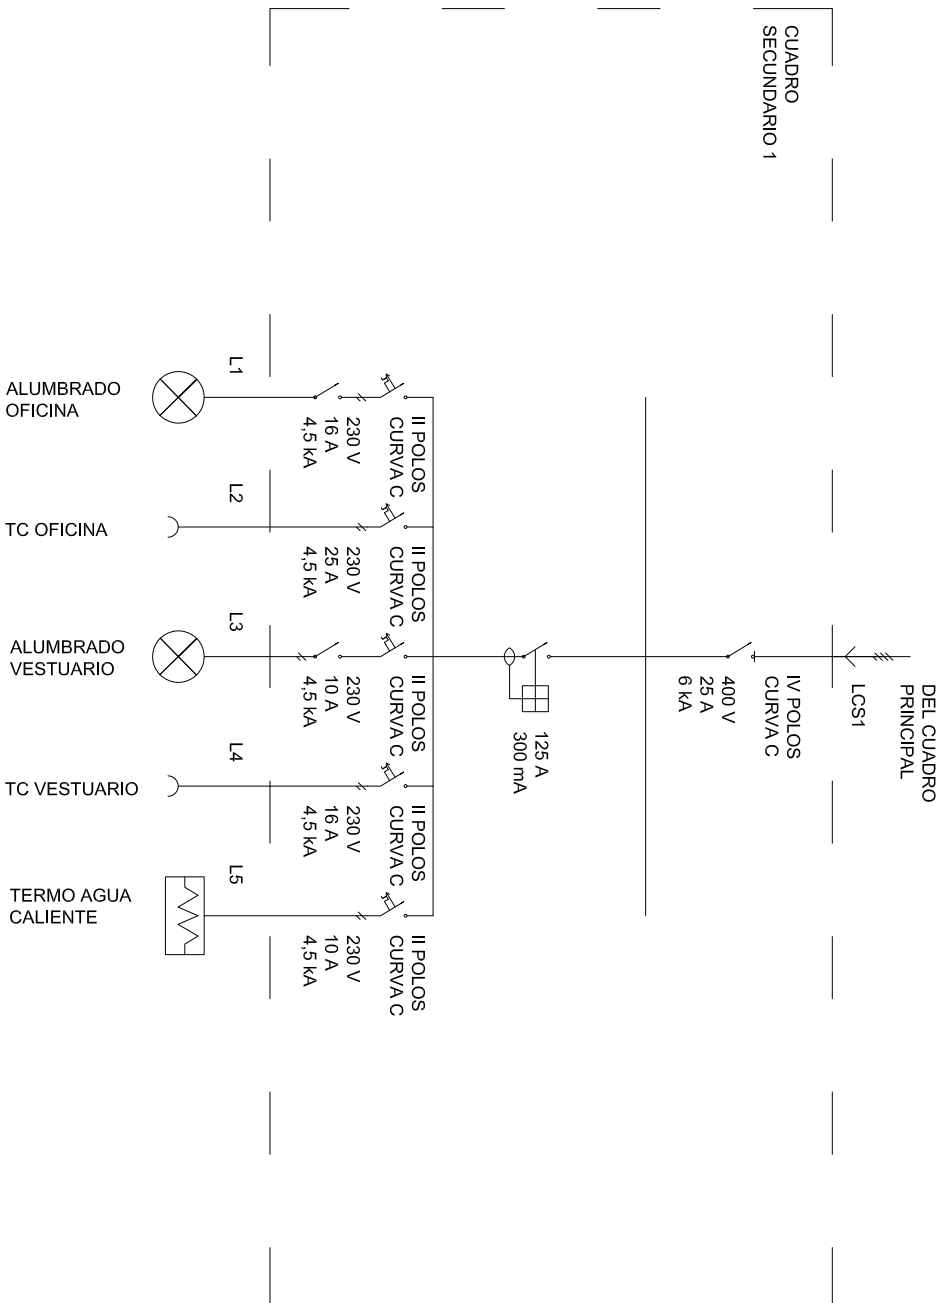 CUADRO
SECUNDARIO 1
DEL CUADRO
PRINCIPAL
LCS1
IV POLOS
CURVA C
400 V
25 A
6 kA
125 A
300 mA
II POLOS
CURVA C
230 V
16 A
4,5 kA
L1
ALUMBRADO
OFICINA
II POLOS
CURVA C
230 V
25 A
4,5 kA
L2
TC OFICINA
II POLOS
CURVA C
230 V
10 A
4,5 kA
L3
ALUMBRADO
VESTUARIO
II POLOS
CURVA C
230 V
16 A
4,5 kA
L4
TC VESTUARIO
II POLOS
CURVA C
230 V
10 A
4,5 kA
L5
TERMO AGUA
CALIENTE